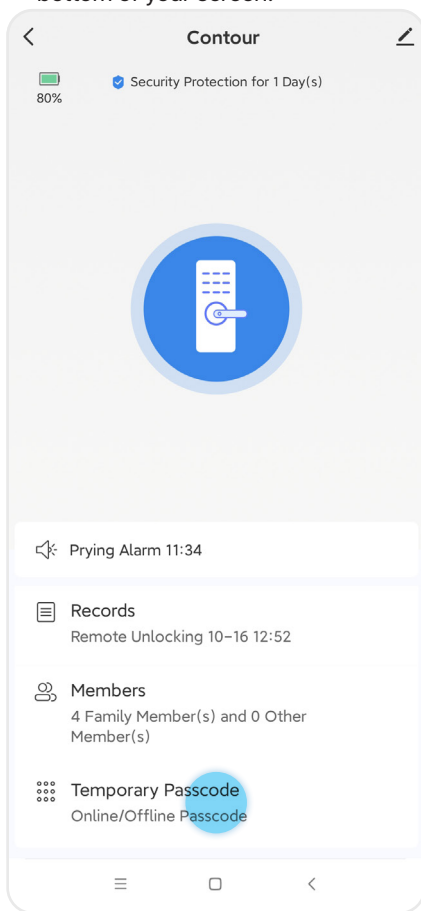 Contour
80%
Security Protection for 1 Day(s)
Prying Alarm 11:34
Records
Remote Unlocking 10-16 12:52
Members
4 Family Member(s) and 0 Other
Member(s)
Temporary Passcode
Online/Offline Passcode